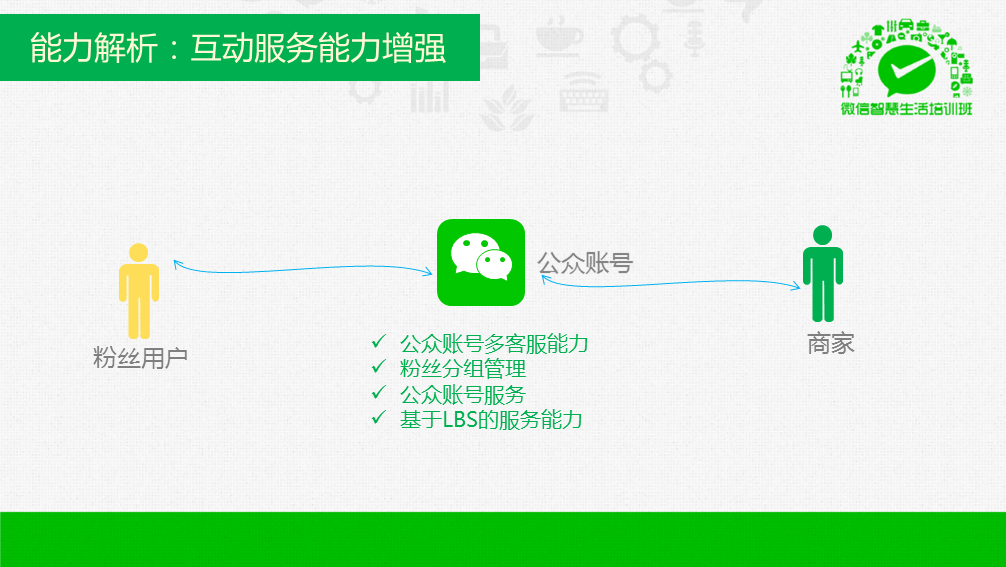 能力解析：互动服务能力增强
微信智慧生活培训班
公众账号
粉丝用户
商家
公众账号多客服能力
粉丝分组管理
公众账号服务
基于LBS的服务能力